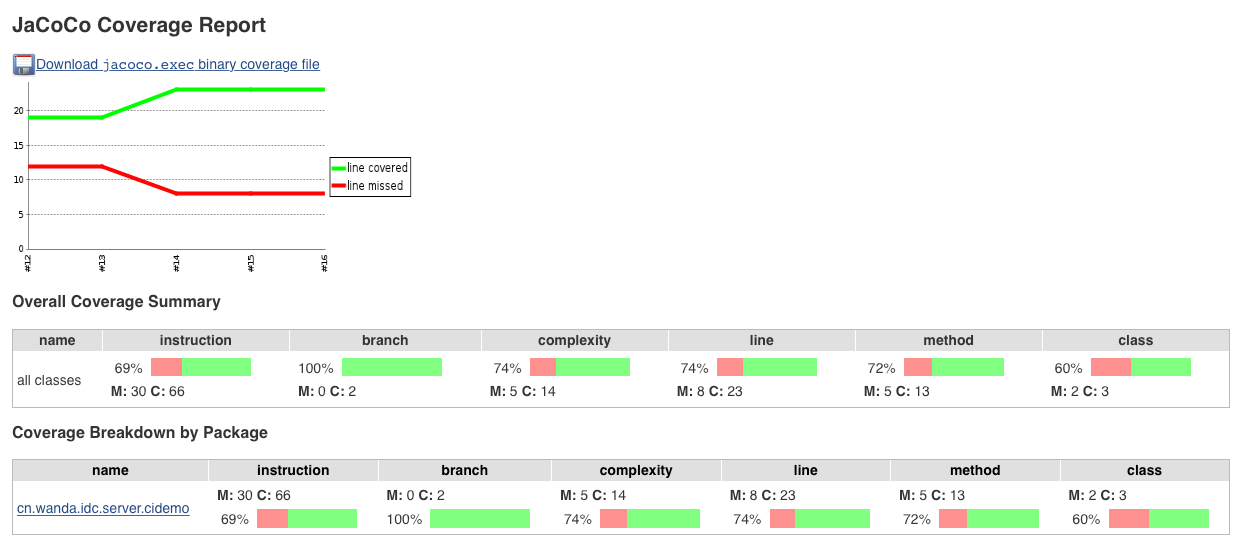 JaCoCo Coverage Report
Download jacoco.exec binary coverage file
20
15
10
5
0
#12 #13 #14 #15 #16
line covered
line missed
Overall Coverage Summary
name instruction branch complexity line method class
all classes
69% 100% 74% 74% 72% 60%
M: 30 C: 66 M: 0 C: 2 M: 5 C: 14 M: 8 C: 23 M: 5 C: 13 M: 2 C: 3
Coverage Breakdown by Package
name instruction branch complexity line method class
cn.wanda.idc.server.cidemo
M: 30 C: 66 M: 0 C: 2 M: 5 C: 14 M: 8 C: 23 M: 5 C: 13 M: 2 C: 3
69% 100% 74% 74% 72% 60%